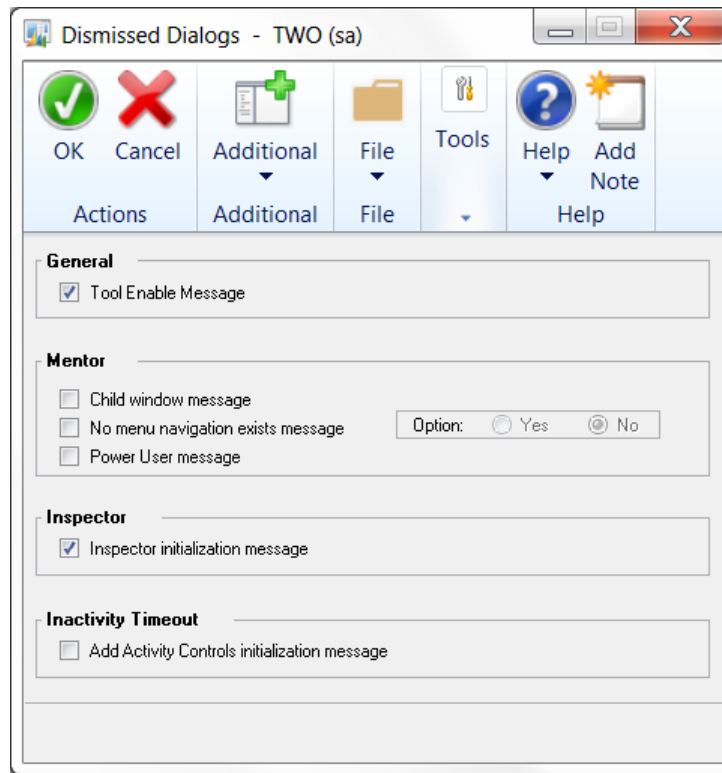 Dismissed Dialogs - TWO (sa)
OK Cancel Additional File Tools Help Add Note
Actions Additional File Help
General
Tool Enable Message
Mentor
Child window message
No menu navigation exists message Option: Yes No
Power User message
Inspector
Inspector initialization message
Inactivity Timeout
Add Activity Controls initialization message